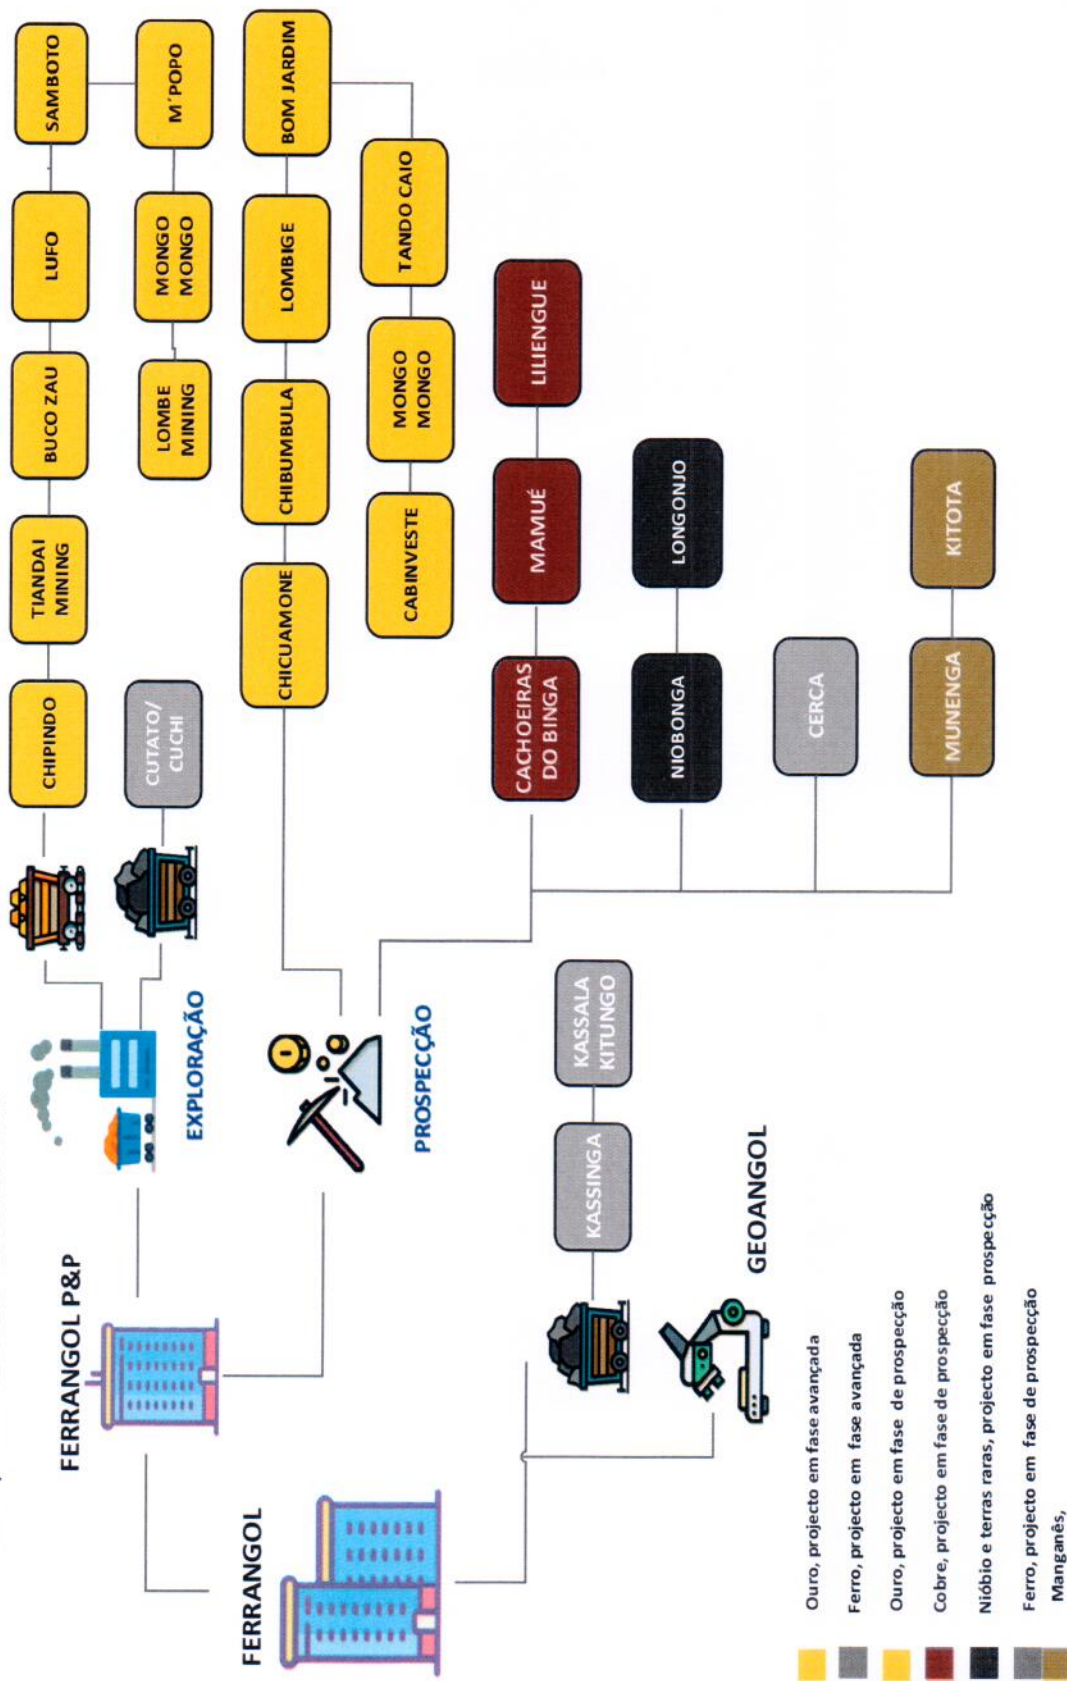 FERRANGOL
FERRANGOL P&P
EXPLORAÇÃO
CHIPINDO
TIANDAI
MINING
BUCO ZAU
LUFO
SAMBOTO
M´POPO
MONGO
MONGO
LOMBE
MINING
CUTATO/
CUCHI
PROSPECÇÃO
CHICUAMONE
CHIBUMBULA
LOMBIGE
BOM JARDIM
TANDO CAIO
MONGO
MONGO
CABINVESTE
CACHOEIRAS
DO BINGA
MAMUÉ
LILIENGUE
NIOBONGA
LONGONJO
CERCA
MUNENGA
KITOTA
KASSINGA
KASSALA
KITUNGO
GEOANGOL
Ouro, projecto em fase avançada
Ferro, projecto em fase avançada
Ouro, projecto em fase de prospecção
Cobre, projecto em fase de prospecção
Nióbio e terras raras, projecto em fase prospecção
Ferro, projecto em fase de prospecção
Manganês,